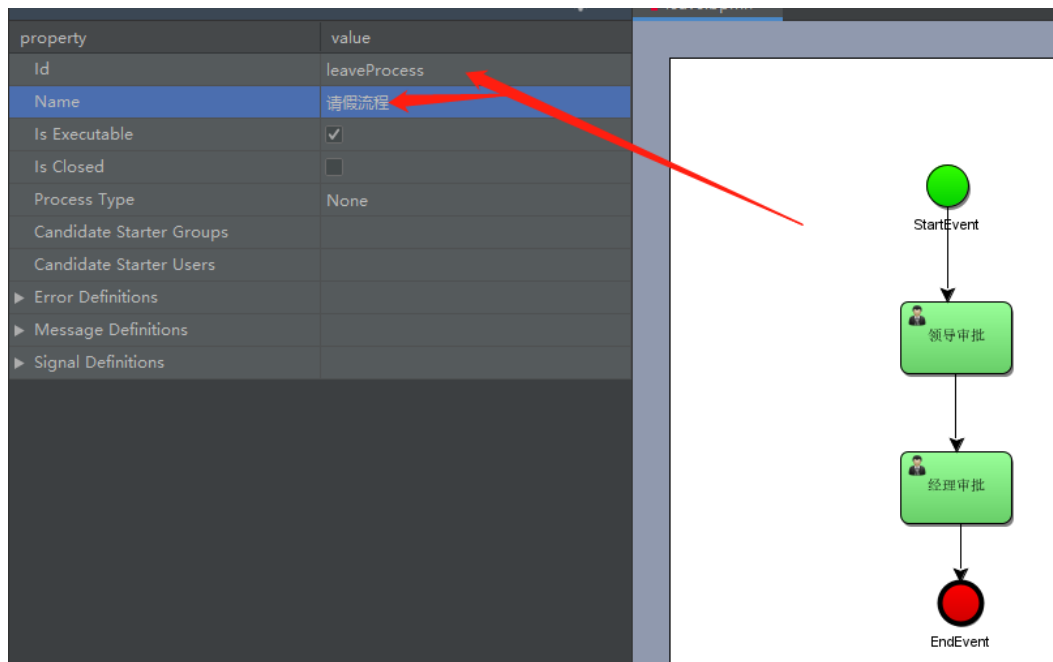 property value
Id leaveProcess
Name 请假流程
Is Executable
Is Closed
Process Type None
Candidate Starter Groups
Candidate Starter Users
Error Definitions
Message Definitions
Signal Definitions
StartEvent
领导审批
经理审批
EndEvent